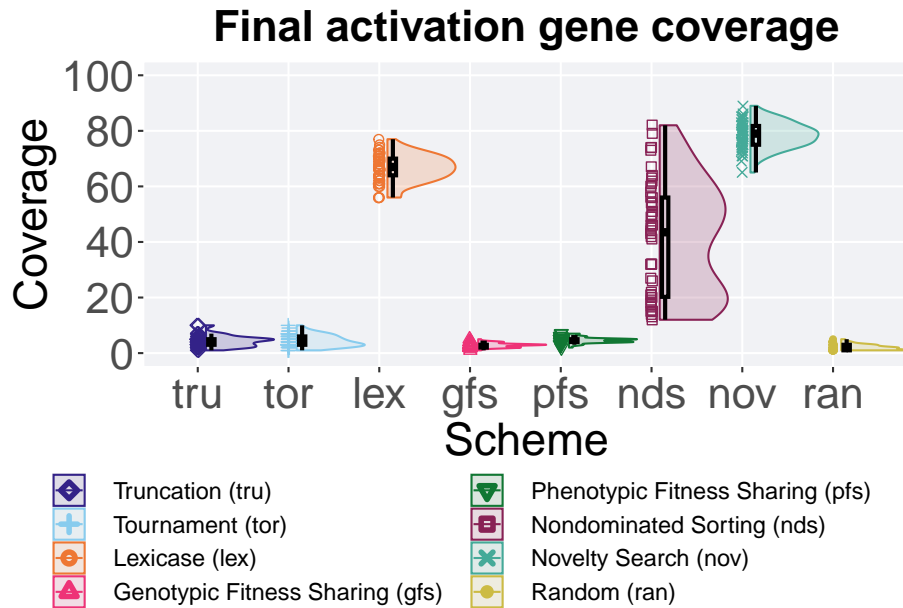 Final activation gene coverage
100
80
60
40
20
0
Coverage
tru tor lex gfs pfs nds nov ran
Scheme
Truncation (tru)
Tournament (tor)
Lexicase (lex)
Genotypic Fitness Sharing (gfs)
Phenotypic Fitness Sharing (pfs)
Nondominated Sorting (nds)
Novelty Search (nov)
Random (ran)